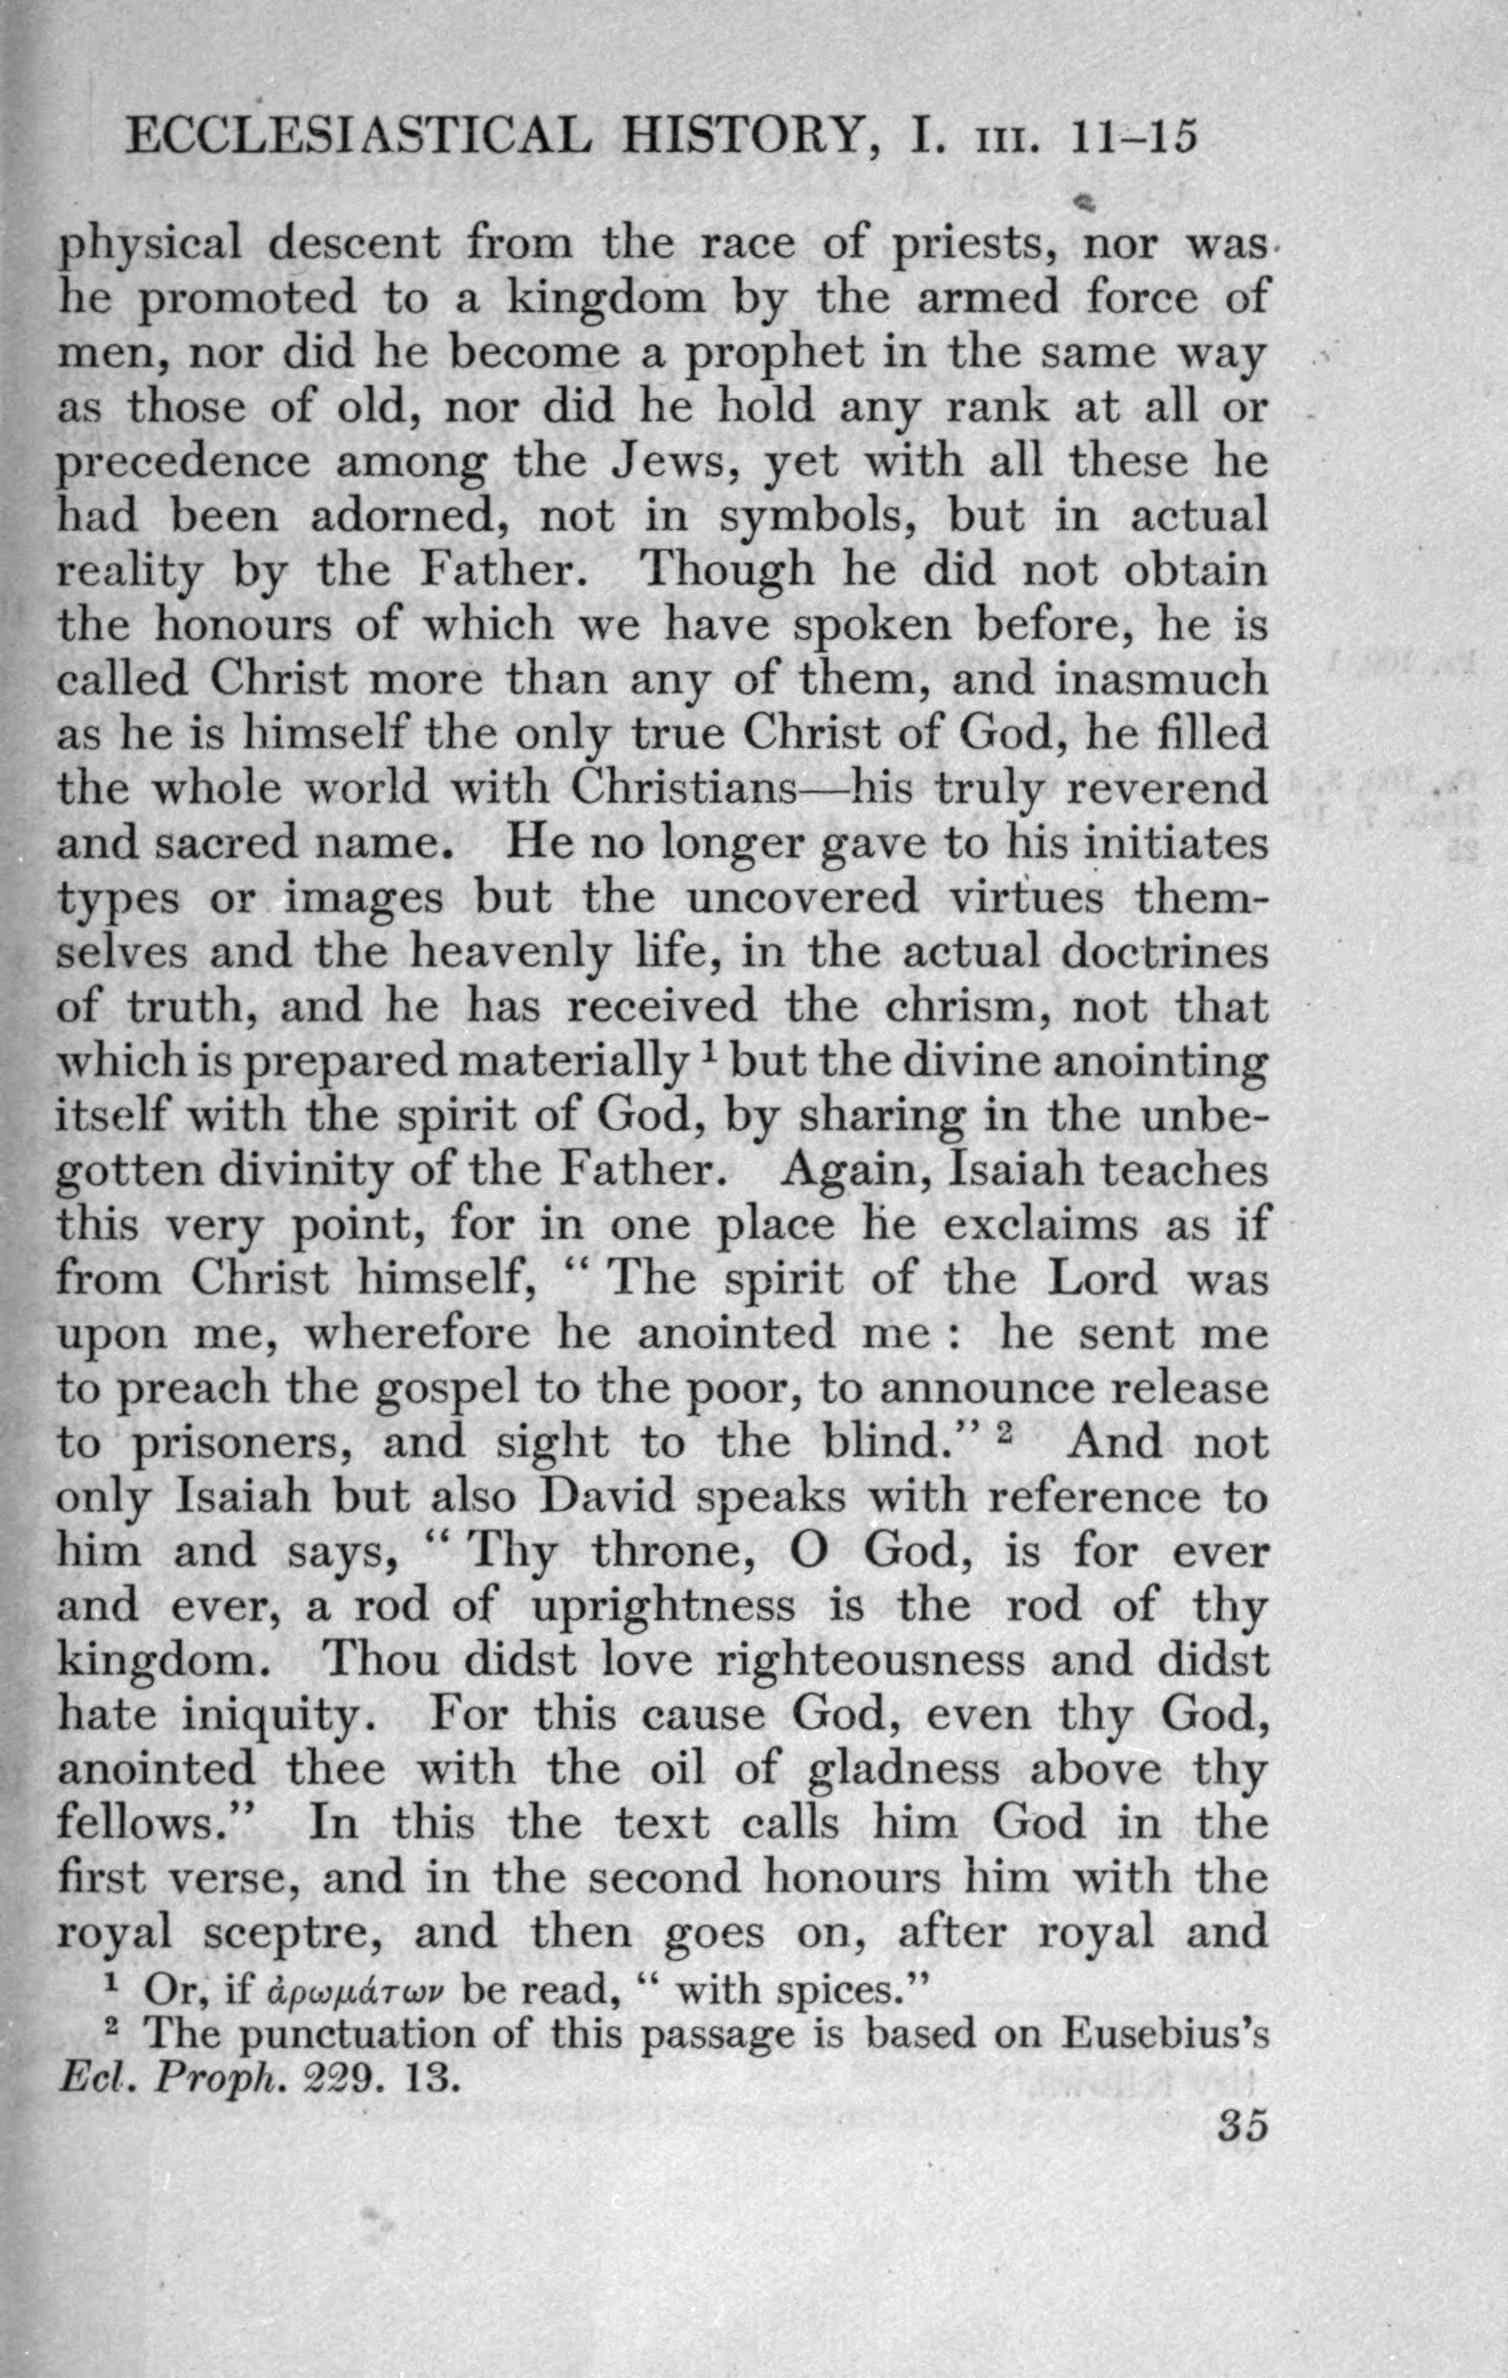 ECCLESIASTICAL HISTORY, I. III. 11–15
physical descent from the race of priests, nor was
he promoted to a kingdom by the armed force of
men, nor did he become a prophet in the same way
as those of old, nor did he hold any rank at all or
precedence among the Jews, yet with all these he
had been adorned, not in symbols, but in actual
reality by the Father. Though he did not obtain
the honours of which we have spoken before, he is
called Christ more than any of them, and inasmuch
as he is himself the only true Christ of God, he filled
the whole world with Christians—his truly reverend
and sacred name. He no longer gave to his initiates
types or images but the uncovered virtues them-
selves and the heavenly life, in the actual doctrines
of truth, and he has received the chrism, not that
which is prepared materially ¹ but the divine anointing
itself with the spirit of God, by sharing in the unbe-
gotten divinity of the Father. Again, Isaiah teaches
this very point, for in one place he exclaims as if
from Christ himself, “ The spirit of the Lord was
upon me, wherefore he anointed me : he sent me
to preach the gospel to the poor, to announce release
to prisoners, and sight to the blind.” ² And not
only Isaiah but also David speaks with reference to
him and says, “ Thy throne, O God, is for ever
and ever, a rod of uprightness is the rod of thy
kingdom. Thou didst love righteousness and didst
hate iniquity. For this cause God, even thy God,
anointed thee with the oil of gladness above thy
fellows.” In this the text calls him God in the
first verse, and in the second honours him with the
royal sceptre, and then goes on, after royal and
¹ Or, if ἀρωμάτων be read, “ with spices.”
² The punctuation of this passage is based on Eusebius’s
Ecl. Proph. 229. 13.
35